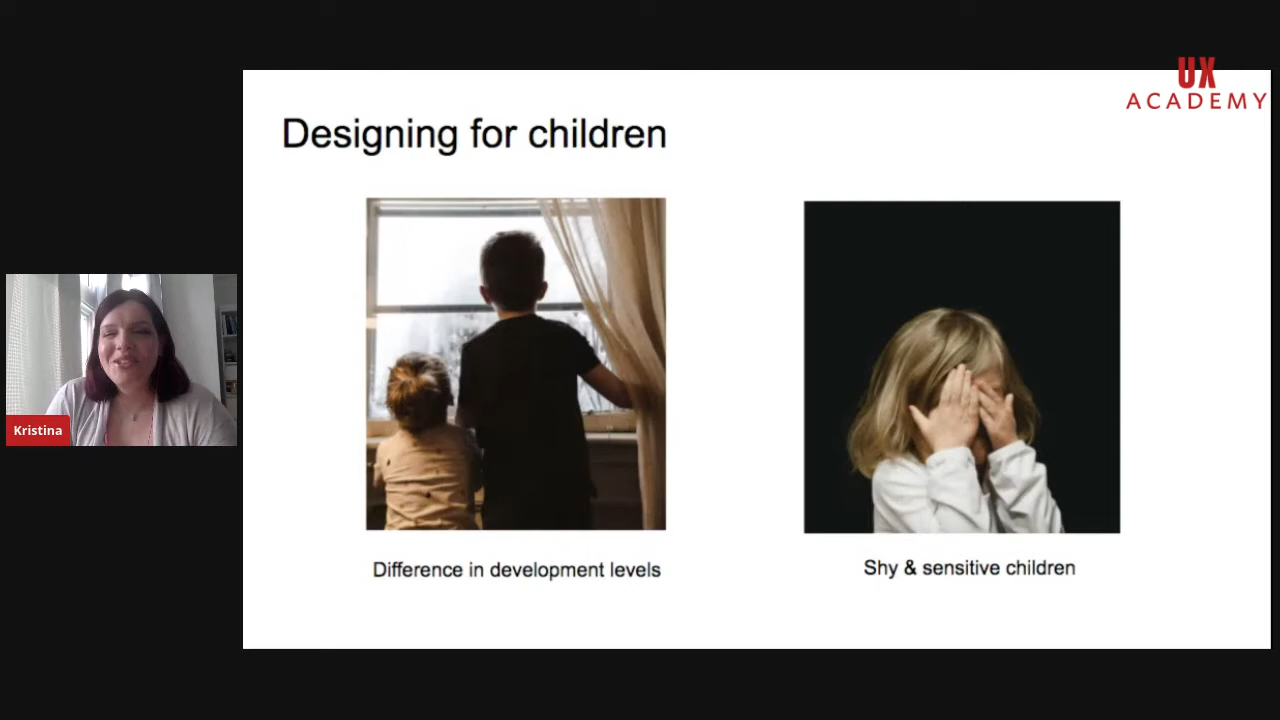 UX
ACADEMY
Designing for children
Kristina
Difference in development levels
Shy & sensitive children